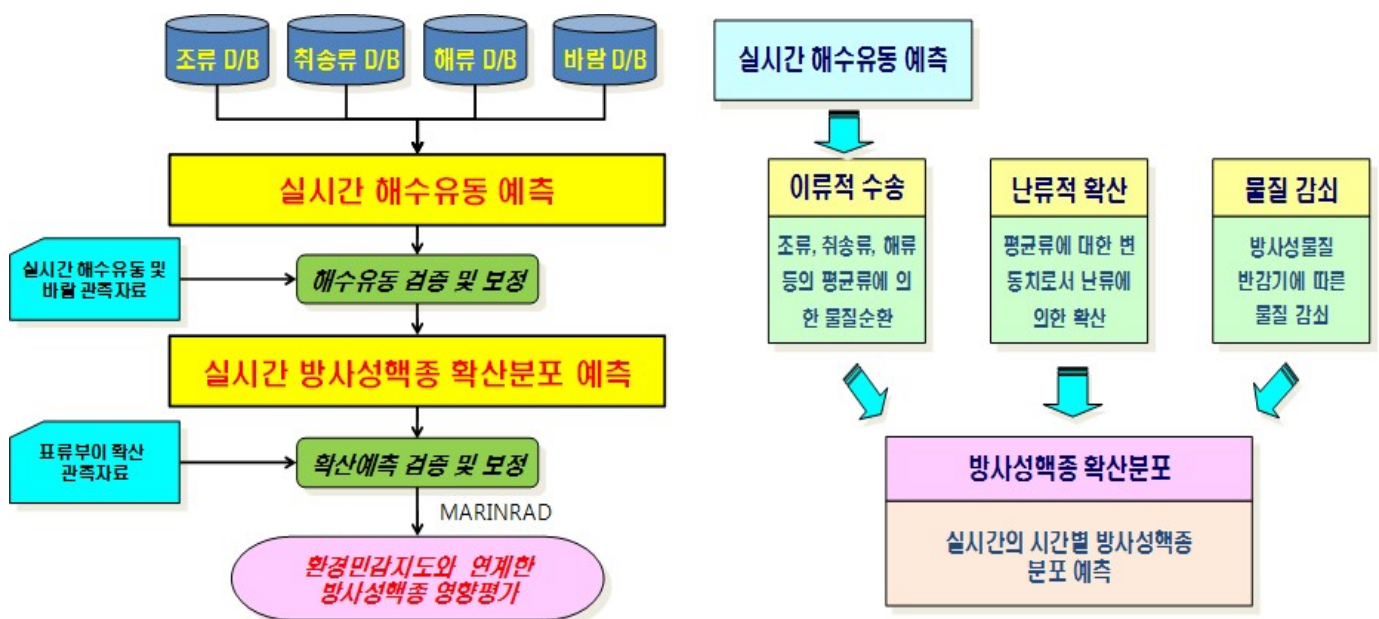 조류 D/B
취송류 D/B
해류 D/B
바람 D/B
실시간 해수유동 예측
실시간 해수유동 및
바람 관측자료
해수유동 검증 및 보정
실시간 방사성핵종 확산분포 예측
표류부이 확산
관측자료
확산예측 검증 및 보정
MARINRAD
환경민감지도와 연계한
방사성핵종 영향평가
실시간 해수유동 예측
이류적 수송
조류, 취송류, 해류
등의 평균류에 의
한 물질순환
난류적 확산
평균류에 대한 변
동치로서 난류에
의한 확산
물질 감쇠
방사성물질
반감기에 따른
물질 감쇠
방사성핵종 확산분포
실시간의 시간별 방사성핵종
분포 예측